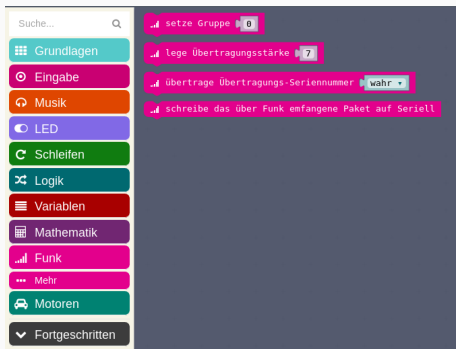 Suche...
Grundlagen
Eingabe
Musik
LED
Schleifen
Logik
Variablen
Mathematik
Funk
Mehr
Motoren
Fortgeschritten
setze Gruppe 0
lege Übertragungsstärke 7
übertrage Übertragungs-Seriennummer wahr
schreibe das über Funk emfangene Paket auf Seriell